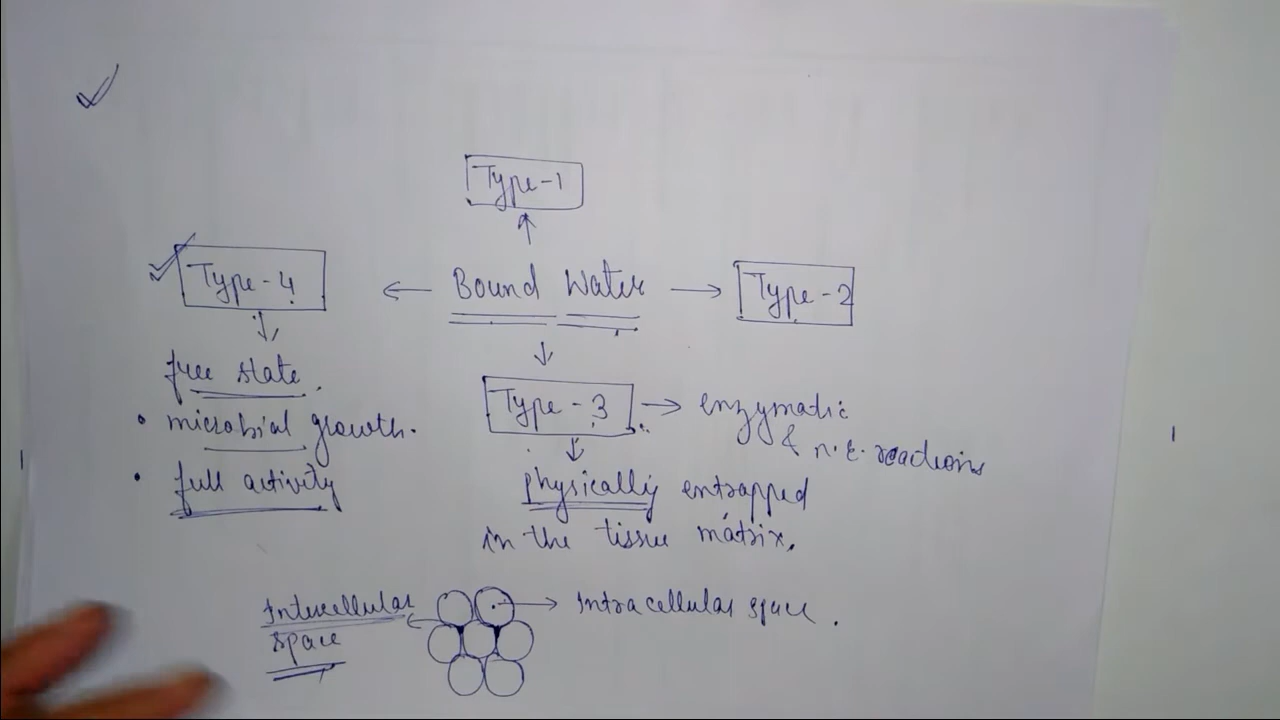 Type-1
Type-4
Bound Water
Type-2
free state.
Type-3
enzymatic
& n.E. reactions
• microbial growth.
• full activity
physically entrapped
in the tissue matrix.
Intercellular
space
Intracellular space.